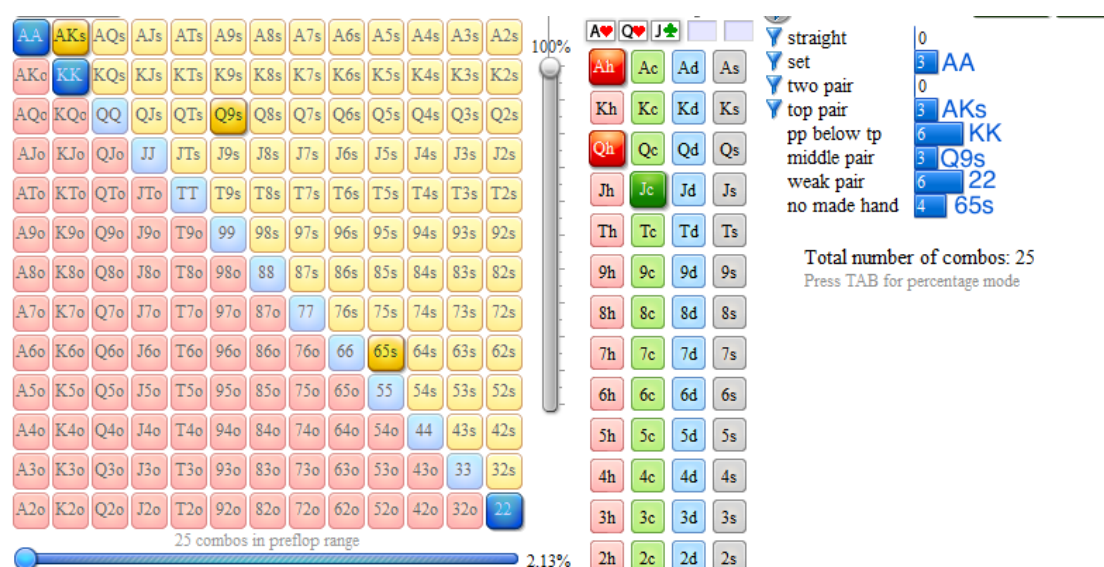 AA AKs AQs AJs ATs A9s A8s A7s A6s A5s A4s A3s A2s
AKo KK KQs KJs KTs K9s K8s K7s K6s K5s K4s K3s K2s
AQo KQo QQ QJs QTs Q9s Q8s Q7s Q6s Q5s Q4s Q3s Q2s
AJo KJo QJo JJ JTs J9s J8s J7s J6s J5s J4s J3s J2s
ATo KTo QTo JTo TT T9s T8s T7s T6s T5s T4s T3s T2s
A9o K9o Q9o J9o T9o 99 98s 97s 96s 95s 94s 93s 92s
A8o K8o Q8o J8o T8o 98o 88 87s 86s 85s 84s 83s 82s
A7o K7o Q7o J7o T7o 97o 87o 77 76s 75s 74s 73s 72s
A6o K6o Q6o J6o T6o 96o 86o 76o 66 65s 64s 63s 62s
A5o K5o Q5o J5o T5o 95o 85o 75o 65o 55 54s 53s 52s
A4o K4o Q4o J4o T4o 94o 84o 74o 64o 54o 44 43s 42s
A3o K3o Q3o J3o T3o 93o 83o 73o 63o 53o 43o 33 32s
A2o K2o Q2o J2o T2o 92o 82o 72o 62o 52o 42o 32o 22
25 combos in preflop range
2.13%
100%
A♥ Q♥ J♣
Ah Ac Ad As
Kh Kc Kd Ks
Qh Qc Qd Qs
Jh Jc Jd Js
Th Tc Td Ts
9h 9c 9d 9s
8h 8c 8d 8s
7h 7c 7d 7s
6h 6c 6d 6s
5h 5c 5d 5s
4h 4c 4d 4s
3h 3c 3d 3s
2h 2c 2d 2s
straight 0
set 3 AA
two pair 0
top pair 3 AKs
pp below tp 6 KK
middle pair 3 Q9s
weak pair 6 22
no made hand 4 65s
Total number of combos: 25
Press TAB for percentage mode